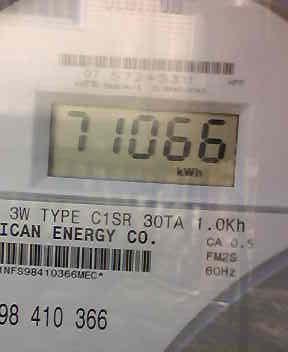 71066
kWh
3W TYPE C1SR 30TA 1.0Kh
ICAN ENERGY CO.
CA 0.5
FM2S
60Hz
1NFS98410366MEC*
98 410 366